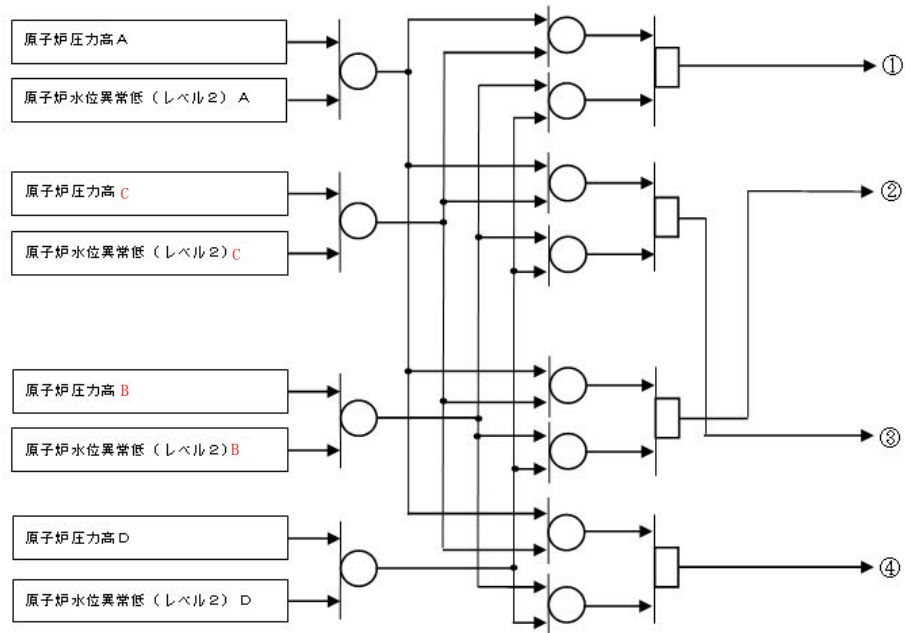 原子炉圧力高A
原子炉水位異常低（レベル2） A
原子炉圧力高 C
原子炉水位異常低（レベル2） C
原子炉圧力高 B
原子炉水位異常低（レベル2） B
原子炉圧力高D
原子炉水位異常低（レベル2） D
①
②
③
④